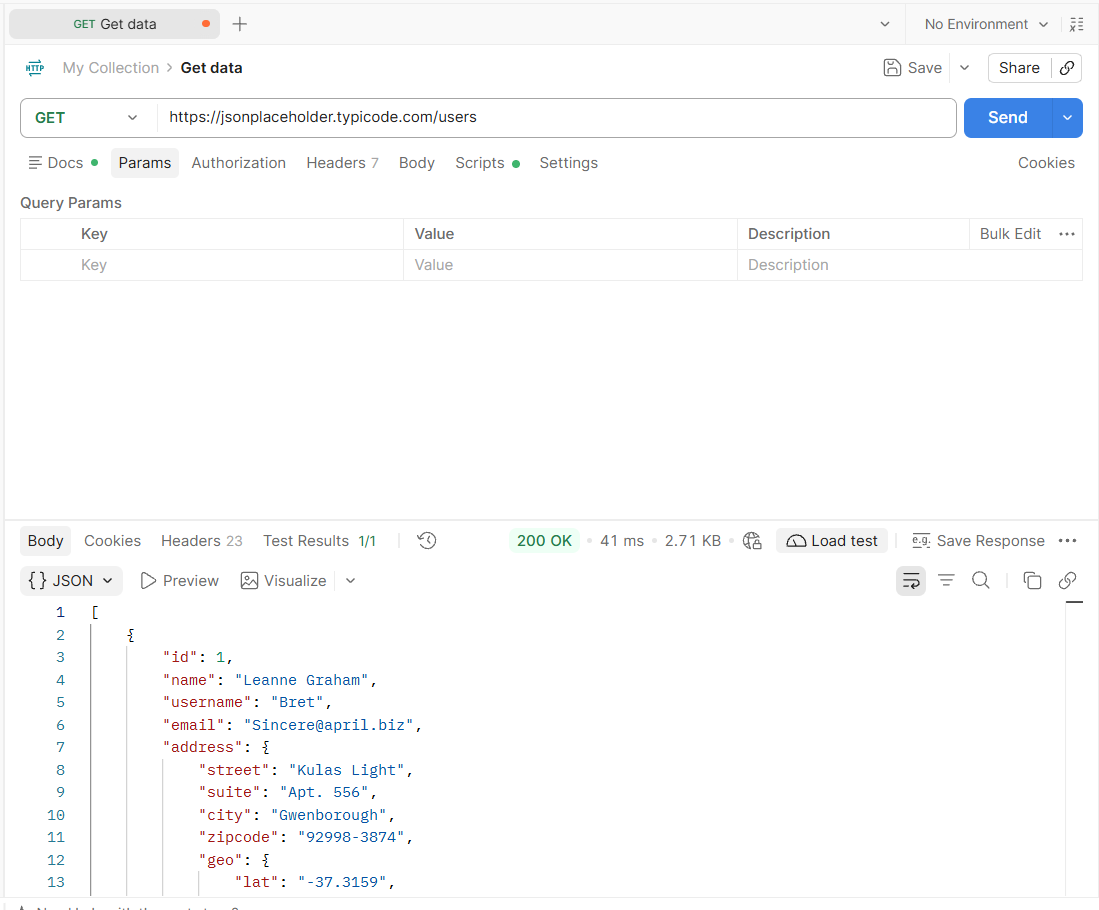 GET Get data
No Environment
HTTP My Collection > Get data Save Share
GET https://jsonplaceholder.typicode.com/users Send
Docs Params Authorization Headers 7 Body Scripts Settings Cookies
Query Params
Key Value Description Bulk Edit ...
Key Value Description
Body Cookies Headers 23 Test Results 1/1 200 OK • 41 ms • 2.71 KB • Load test e.g. Save Response ...
{} JSON Preview Visualize
1 [
2 {
3 "id": 1,
4 "name": "Leanne Graham",
5 "username": "Bret",
6 "email": "Sincere@april.biz",
7 "address": {
8 "street": "Kulas Light",
9 "suite": "Apt. 556",
10 "city": "Gwenborough",
11 "zipcode": "92998-3874",
12 "geo": {
13 "lat": "-37.3159",